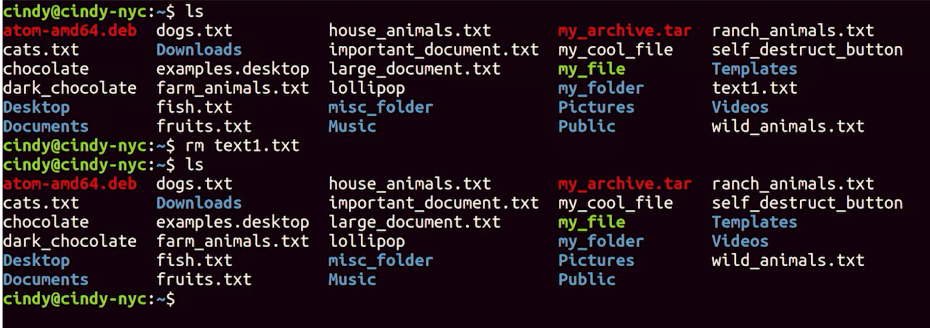 cindy@cindy-nyc:~$ ls
atom-amd64.deb dogs.txt house_animals.txt my_archive.tar ranch_animals.txt
cats.txt Downloads important_document.txt my_cool_file self_destruct_button
chocolate examples.desktop large_document.txt my_file Templates
dark_chocolate farm_animals.txt lollipop my_folder text1.txt
Desktop fish.txt misc_folder Pictures Videos
Documents fruits.txt Music Public wild_animals.txt
cindy@cindy-nyc:~$ rm text1.txt
cindy@cindy-nyc:~$ ls
atom-amd64.deb dogs.txt house_animals.txt my_archive.tar ranch_animals.txt
cats.txt Downloads important_document.txt my_cool_file self_destruct_button
chocolate examples.desktop large_document.txt my_file Templates
dark_chocolate farm_animals.txt lollipop my_folder Videos
Desktop fish.txt misc_folder Pictures wild_animals.txt
Documents fruits.txt Music Public
cindy@cindy-nyc:~$